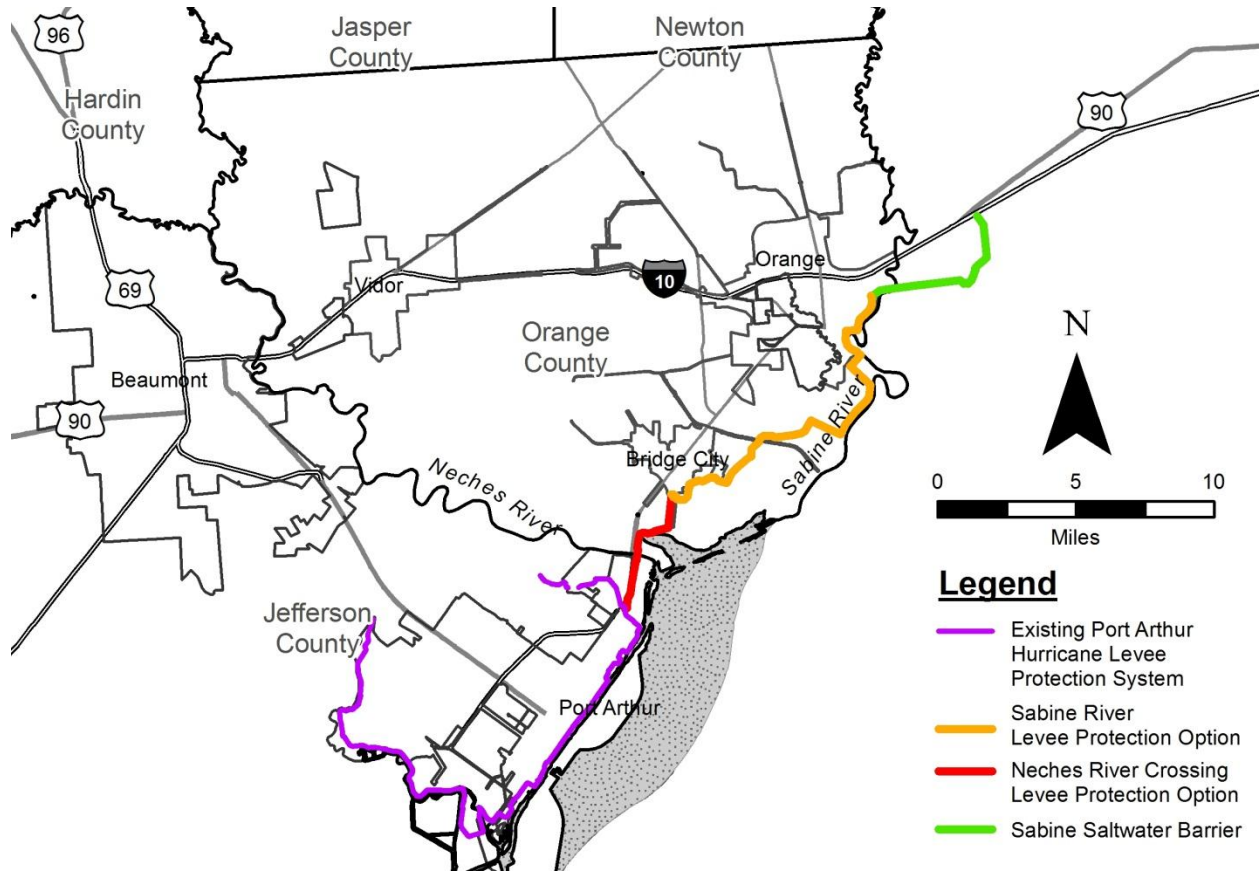 96
Jasper
County
Newton
County
Hardin
County
90
69
Vidor
10
Orange
Orange
County
Beaumont
90
Bridge City
Sabine River
Neches River
N
0 5 10
Miles
Jefferson
County
Port Arthur
Legend
Existing Port Arthur
Hurricane Levee
Protection System
Sabine River
Levee Protection Option
Neches River Crossing
Levee Protection Option
Sabine Saltwater Barrier